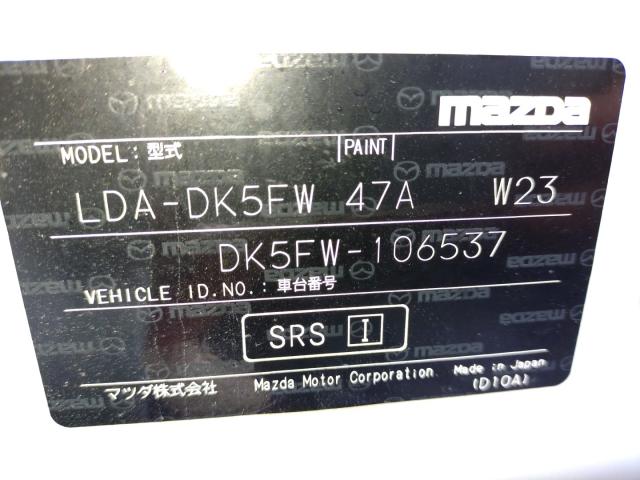 mazda
MODEL: 型式 PAINT
LDA-DK5FW 47A W23
DK5FW-106537
VEHICLE ID.NO.: 車台番号
SRS I
マツダ株式会社 Mazda Motor Corporation Made in Japan
(D10A)